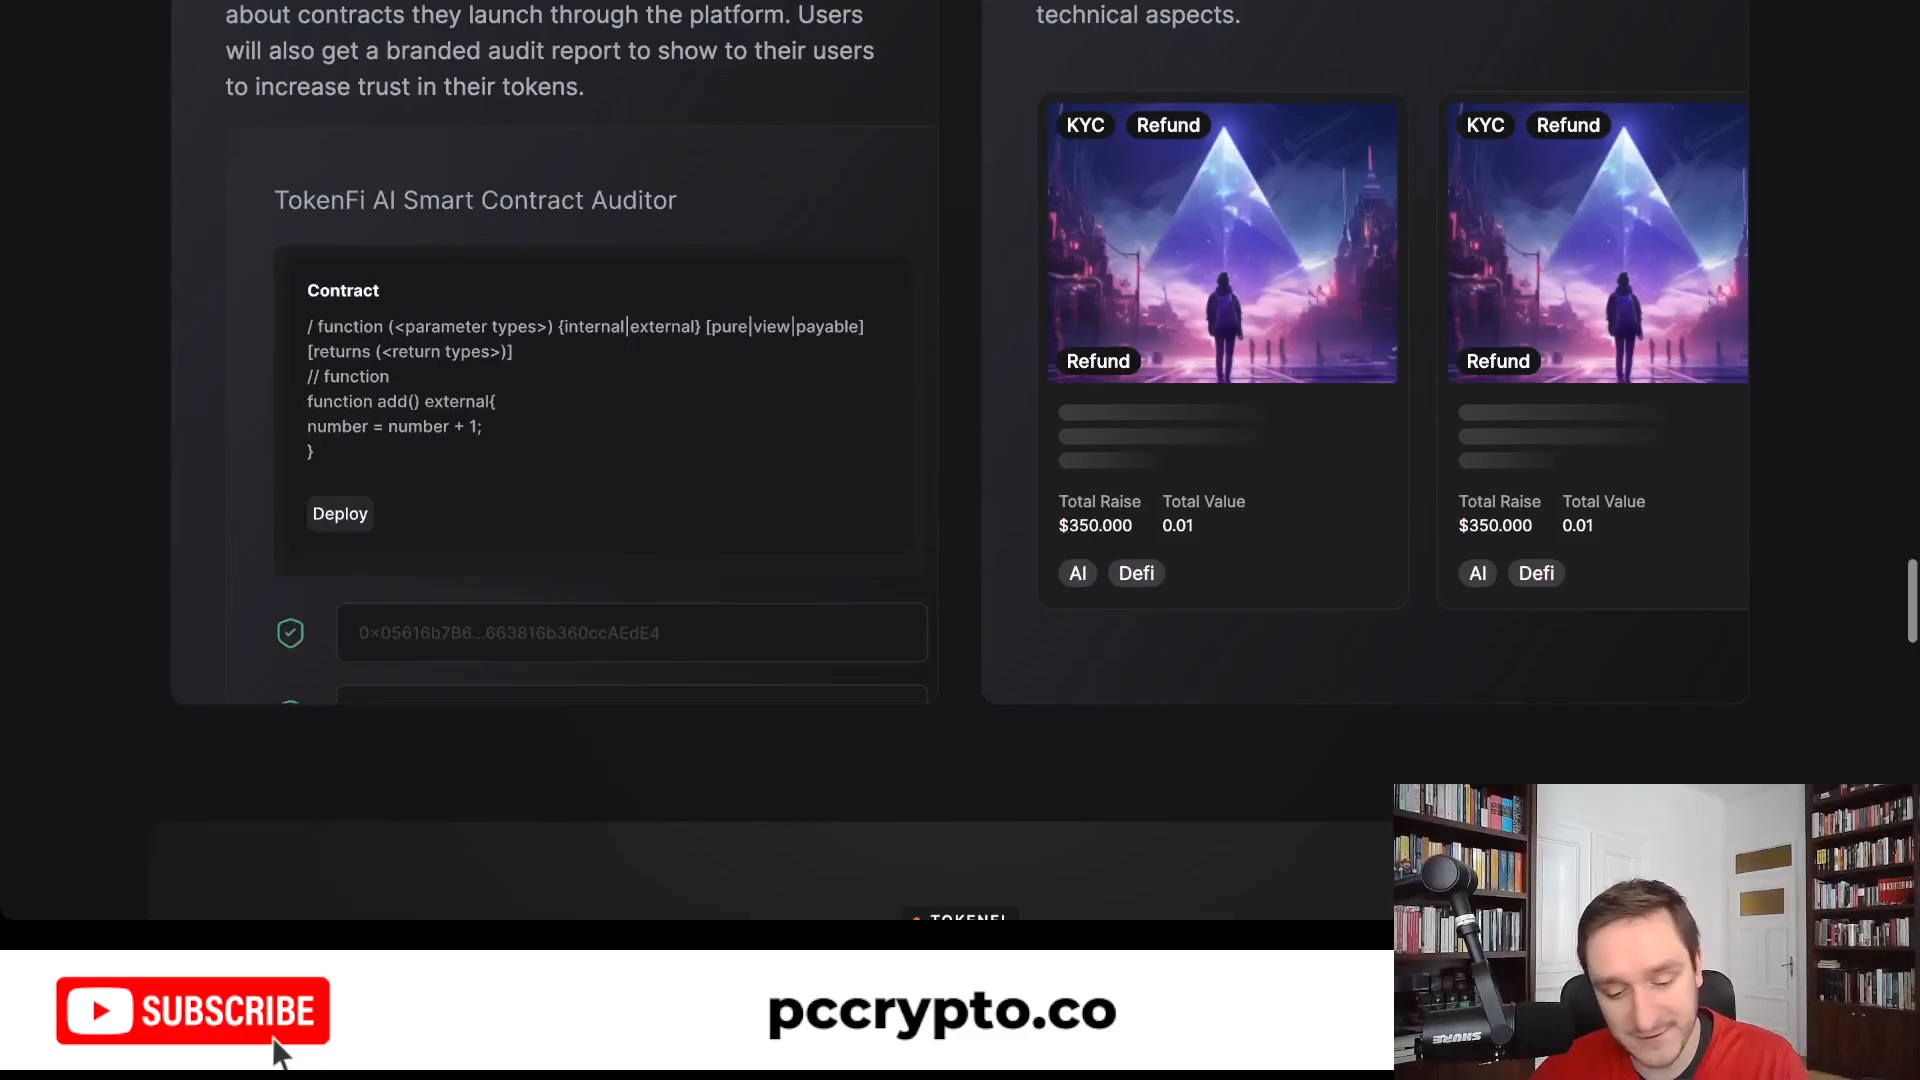 about contracts they launch through the platform. Users
will also get a branded audit report to show to their users
to increase trust in their tokens.
TokenFi AI Smart Contract Auditor
Contract
/ function (<parameter types>) {internal|external} [pure|view|payable]
[returns (<return types>)]
// function
function add() external{
number = number + 1;
}
Deploy
0x05616b7B6...663816b360ccAEdE4
technical aspects.
KYC Refund
Refund
Total Raise Total Value
$350.000 0.01
AI Defi
KYC Refund
Refund
Total Raise Total Value
$350.000 0.01
AI Defi
TOKENFI
SUBSCRIBE
pccrypto.co
SHURE